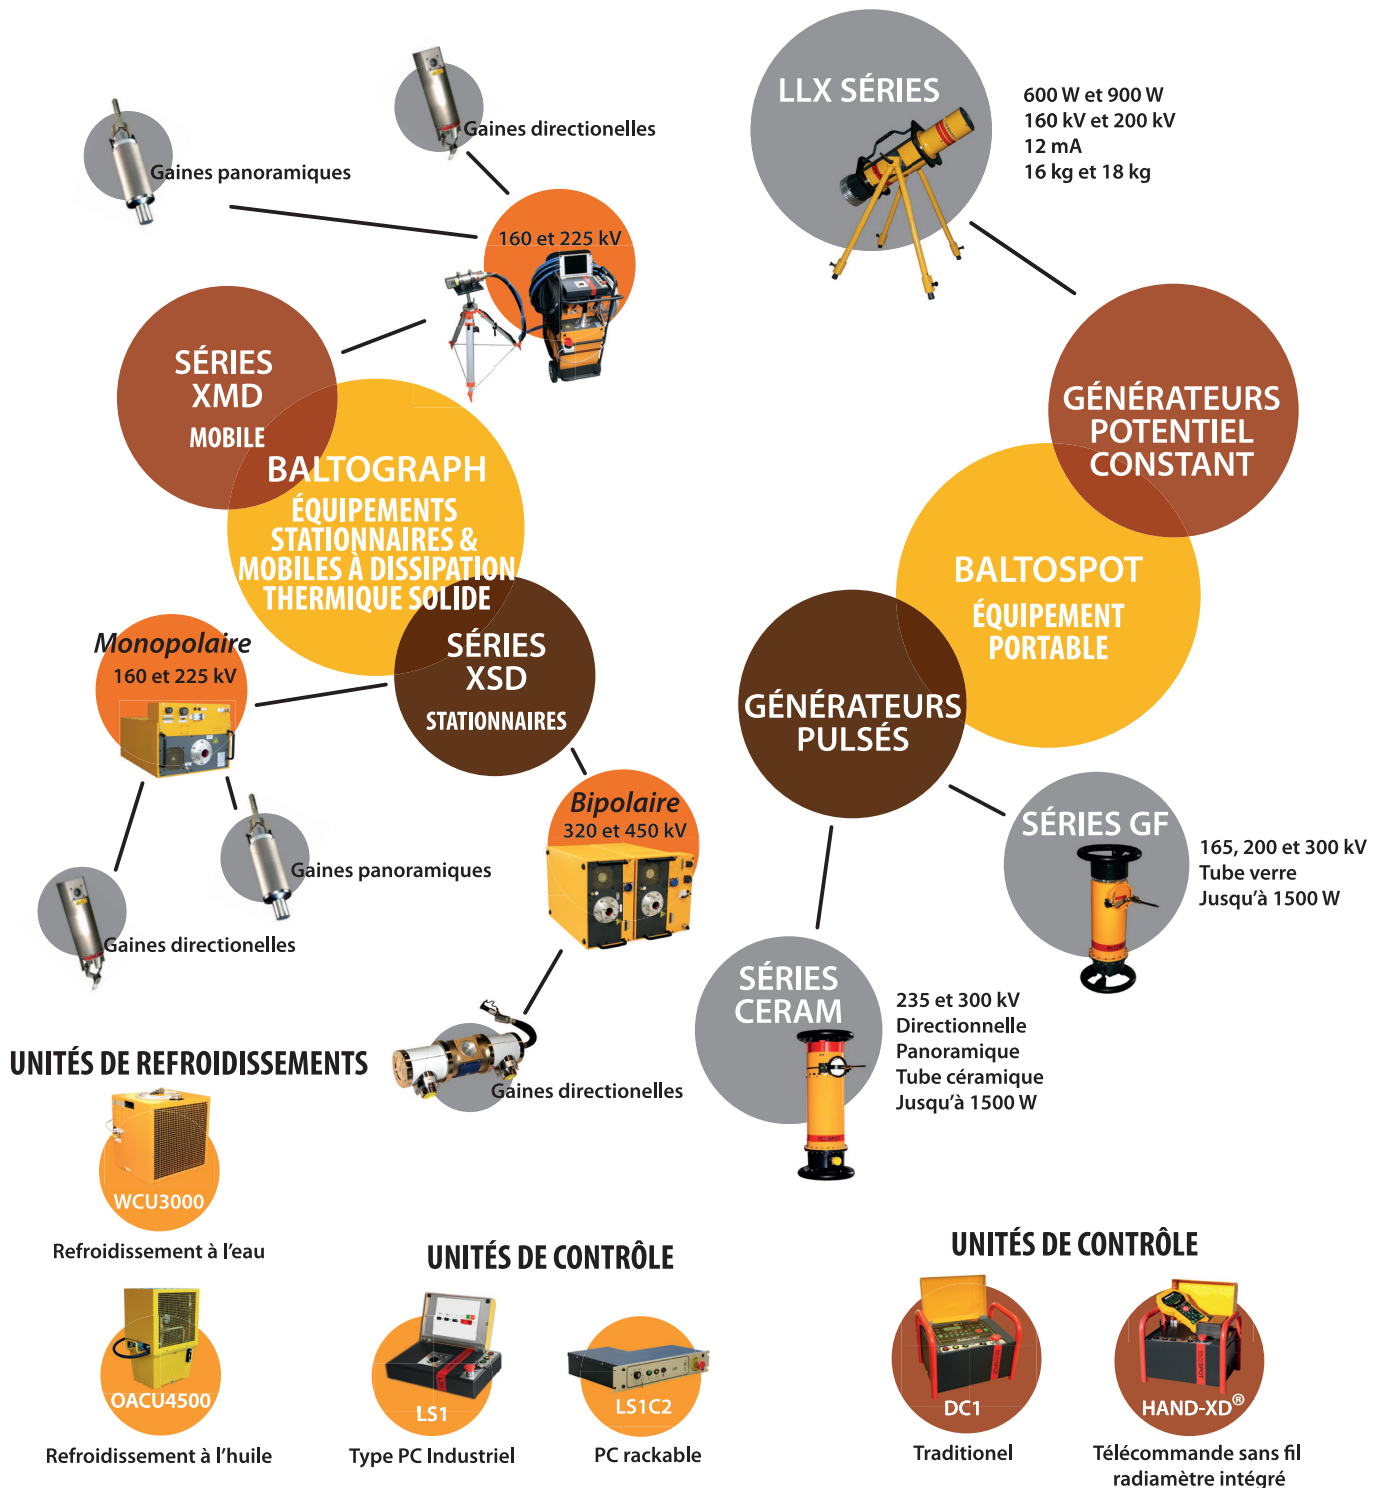 Gaines directionelles
Gaines panoramiques
160 et 225 kV
SÉRIES
XMD
MOBILE
BALTOGRAPH
ÉQUIPEMENTS
STATIONNAIRES &
MOBILES À DISSIPATION
THERMIQUE SOLIDE
SÉRIES
XSD
STATIONNAIRES
Monopolaire
160 et 225 kV
Gaines panoramiques
Gaines directionelles
Bipolaire
320 et 450 kV
Gaines directionelles
LLX SÉRIES
600 W et 900 W
160 kV et 200 kV
12 mA
16 kg et 18 kg
GÉNÉRATEURS
POTENTIEL
CONSTANT
BALTOSPOT
ÉQUIPEMENT
PORTABLE
GÉNÉRATEURS
PULSÉS
SÉRIES GF
165, 200 et 300 kV
Tube verre
Jusqu'à 1500 W
SÉRIES
CERAM
235 et 300 kV
Directionnelle
Panoramique
Tube céramique
Jusqu'à 1500 W
UNITÉS DE REFROIDISSEMENTS
WCU3000
Refroidissement à l'eau
OACU4500
Refroidissement à l'huile
UNITÉS DE CONTRÔLE
LS1
Type PC Industriel
LS1C2
PC rackable
UNITÉS DE CONTRÔLE
DC1
Traditionel
HAND-XD®
Télécommande sans fil
radiamètre intégré